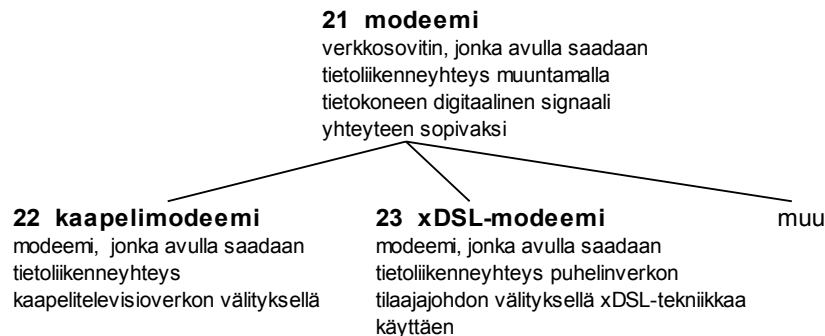 21 modeemi
verkkosovitin, jonka avulla saadaan
tietoliikenneyhteys muuntamalla
tietokoneen digitaalinen signaali
yhteyteen sopivaksi
22 kaapelimodeemi
modeemi, jonka avulla saadaan
tietoliikenneyhteys
kaapelitelevisioverkon välityksellä
23 xDSL-modeemi
modeemi, jonka avulla saadaan
tietoliikenneyhteys puhelinverkon
tilaajajohdon välityksellä xDSL-tekniikkaa
käyttäen
muu